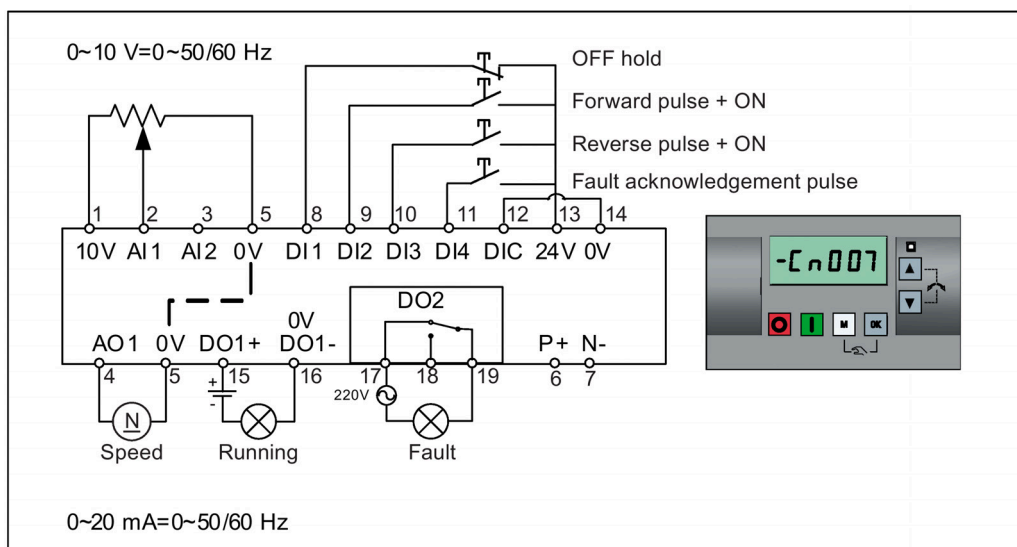 0~10 V=0~50/60 Hz
OFF hold
Forward pulse + ON
Reverse pulse + ON
Fault acknowledgement pulse
1 2 3 5 8 9 10 11 12 13 14
10V AI1 AI2 0V DI1 DI2 DI3 DI4 DIC 24V 0V
-Cn007
M OK
DO2
0V
AO1 0V DO1+ DO1- P+ N-
4 5 15 16 17 18 19 6 7
+
-
220V
N
Speed Running Fault
0~20 mA=0~50/60 Hz